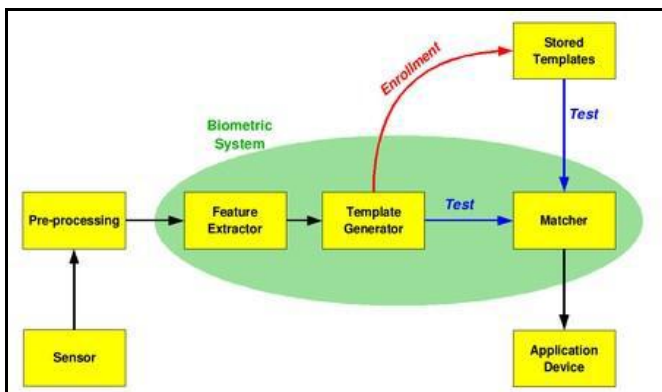 Stored
Templates
Enrollment
Test
Biometric
System
Pre-processing
Feature
Extractor
Template
Generator
Test
Matcher
Sensor
Application
Device